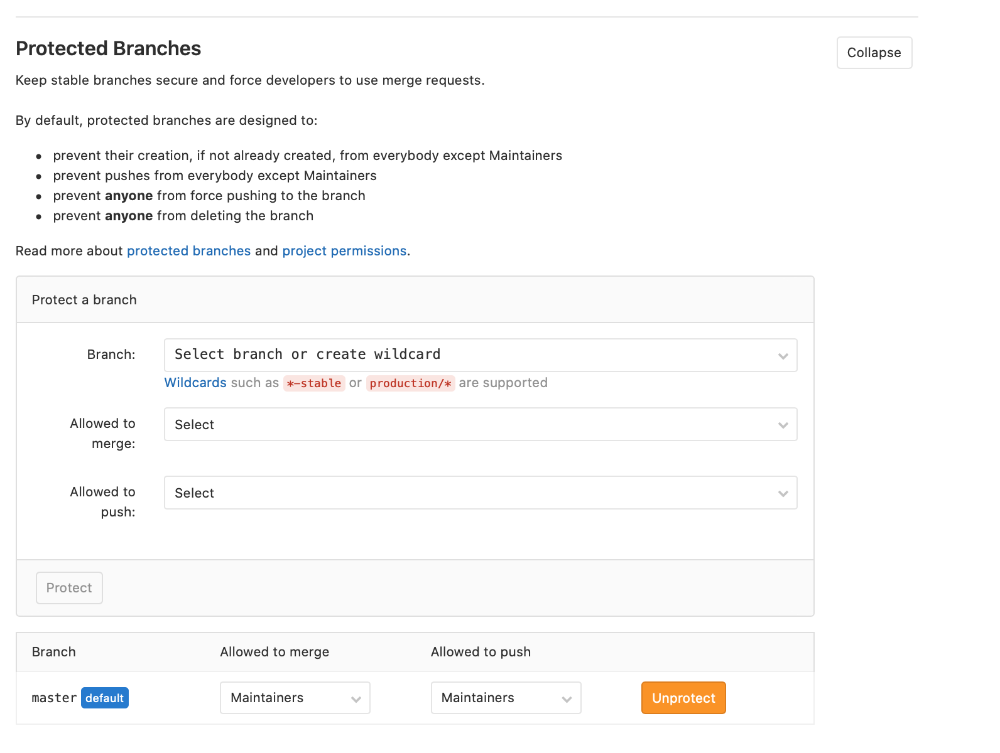 Protected Branches
Collapse
Keep stable branches secure and force developers to use merge requests.
By default, protected branches are designed to:
prevent their creation, if not already created, from everybody except Maintainers
prevent pushes from everybody except Maintainers
prevent anyone from force pushing to the branch
prevent anyone from deleting the branch
Read more about protected branches and project permissions.
Protect a branch
Branch:
Select branch or create wildcard
Wildcards such as *-stable or production/* are supported
Allowed to
merge:
Select
Allowed to
push:
Select
Protect
Branch Allowed to merge Allowed to push
master default Maintainers Maintainers Unprotect